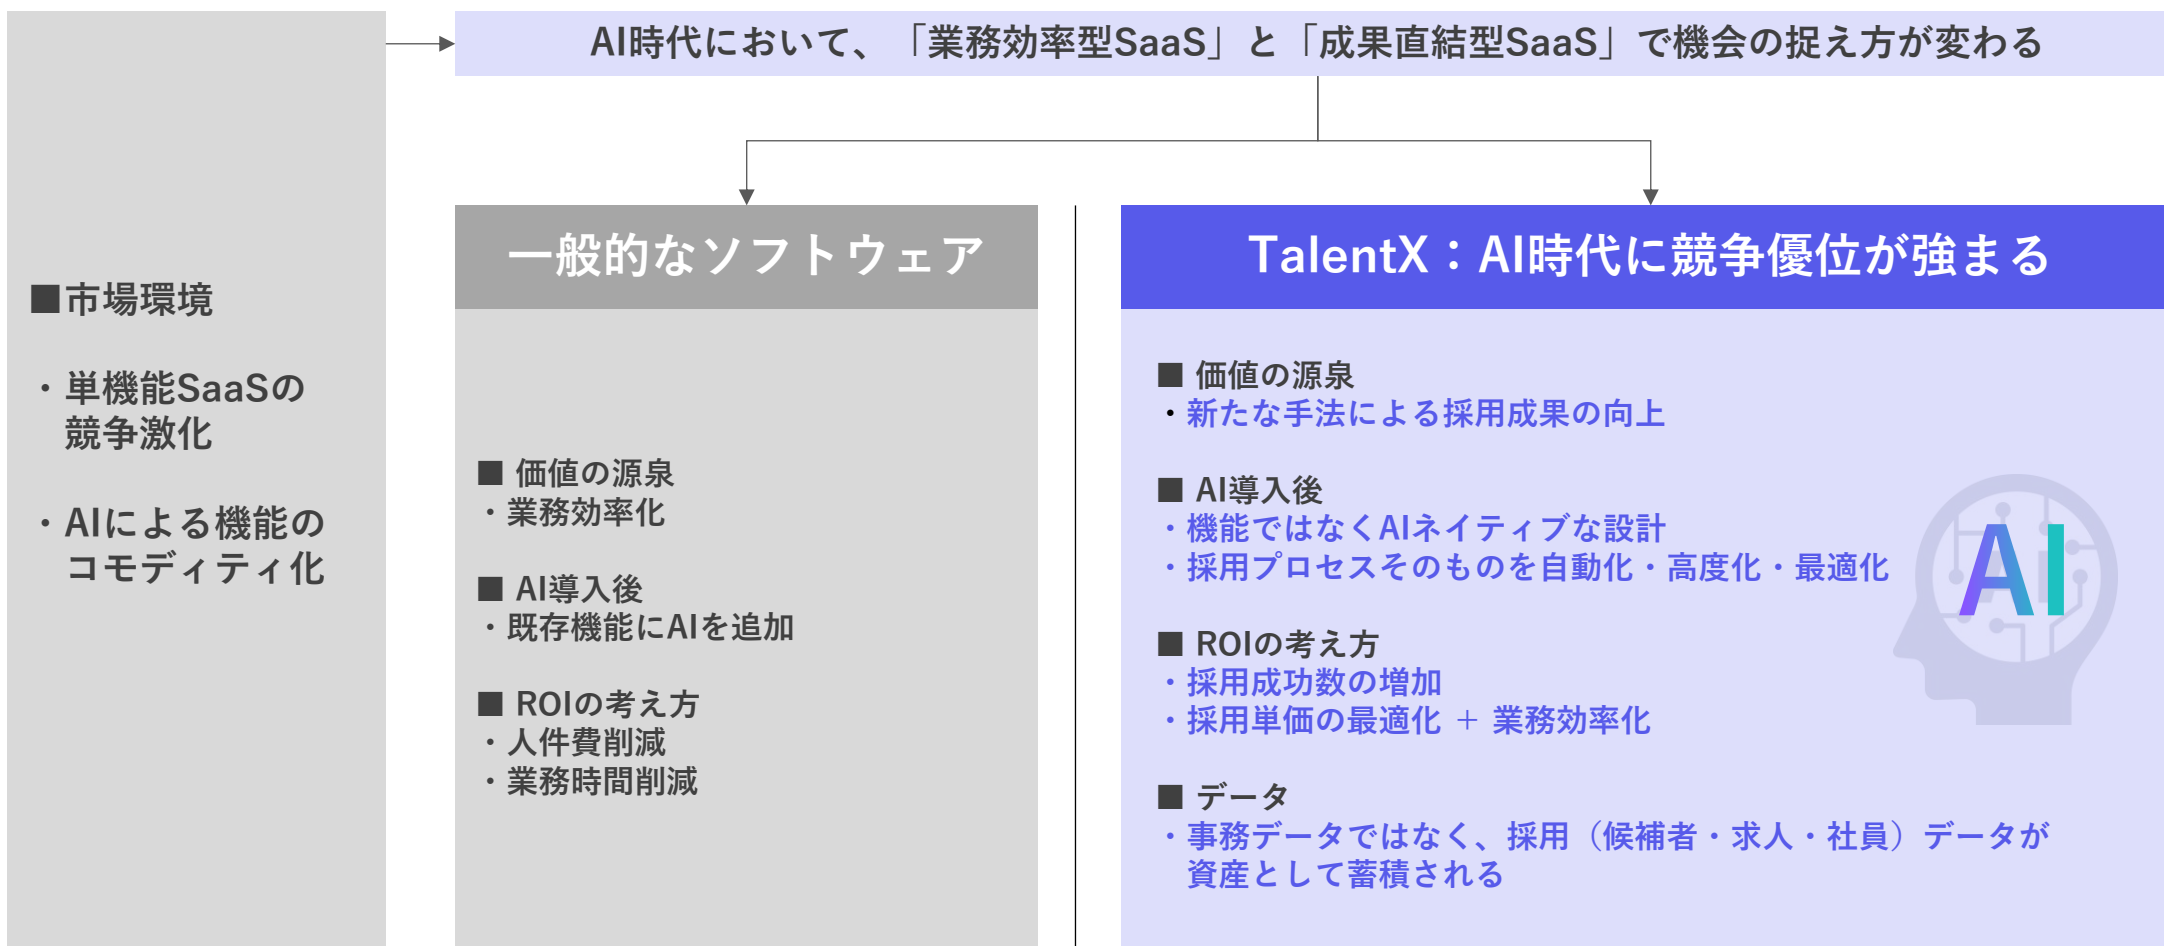 AI時代において、「業務効率型SaaS」と「成果直結型SaaS」で機会の捉え方が変わる
■市場環境
・単機能SaaSの
競争激化
・AIによる機能の
コモディティ化
一般的なソフトウェア
■ 価値の源泉
・業務効率化
■ AI導入後
・既存機能にAIを追加
■ ROIの考え方
・人件費削減
・業務時間削減
TalentX：AI時代に競争優位が強まる
■ 価値の源泉
・新たな手法による採用成果の向上
■ AI導入後
・機能ではなくAIネイティブな設計
・採用プロセスそのものを自動化・高度化・最適化
■ ROIの考え方
・採用成功数の増加
・採用単価の最適化 ＋ 業務効率化
■ データ
・事務データではなく、採用（候補者・求人・社員）データが
資産として蓄積される
AI